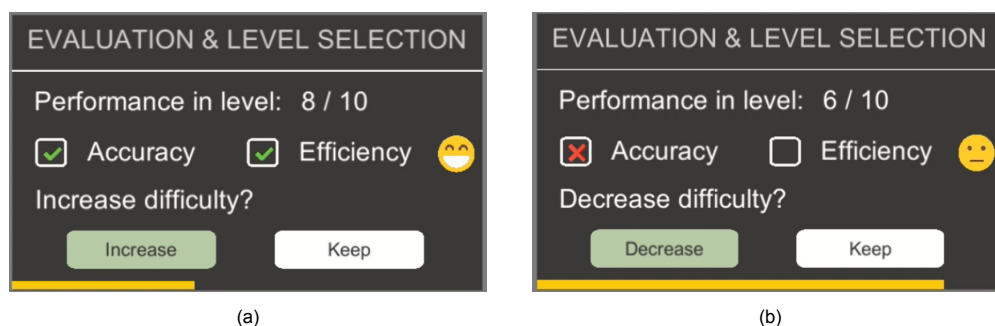 EVALUATION & LEVEL SELECTION
Performance in level: 8 / 10
Accuracy Efficiency
Increase difficulty?
Increase Keep
(a)
EVALUATION & LEVEL SELECTION
Performance in level: 6 / 10
Accuracy Efficiency
Decrease difficulty?
Decrease Keep
(b)